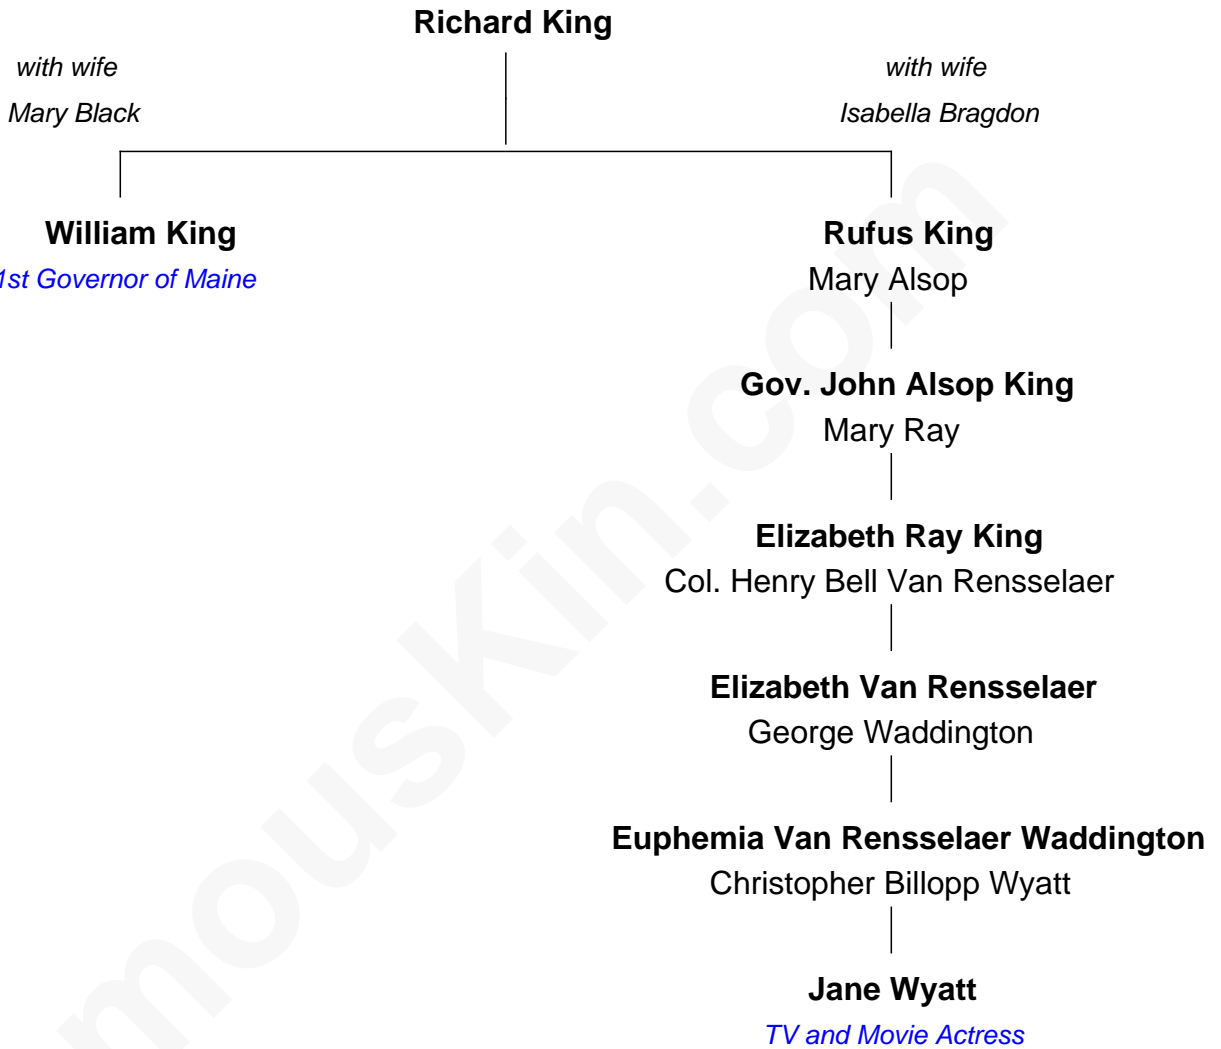 Richard King
with wife
Mary Black
with wife
Isabella Bragdon
William King
1st Governor of Maine
Rufus King
Mary Alsop
Gov. John Alsop King
Mary Ray
Elizabeth Ray King
Col. Henry Bell Van Rensselaer
Elizabeth Van Rensselaer
George Waddington
Euphemia Van Rensselaer Waddington
Christopher Billopp Wyatt
Jane Wyatt
TV and Movie Actress
mousKin.com